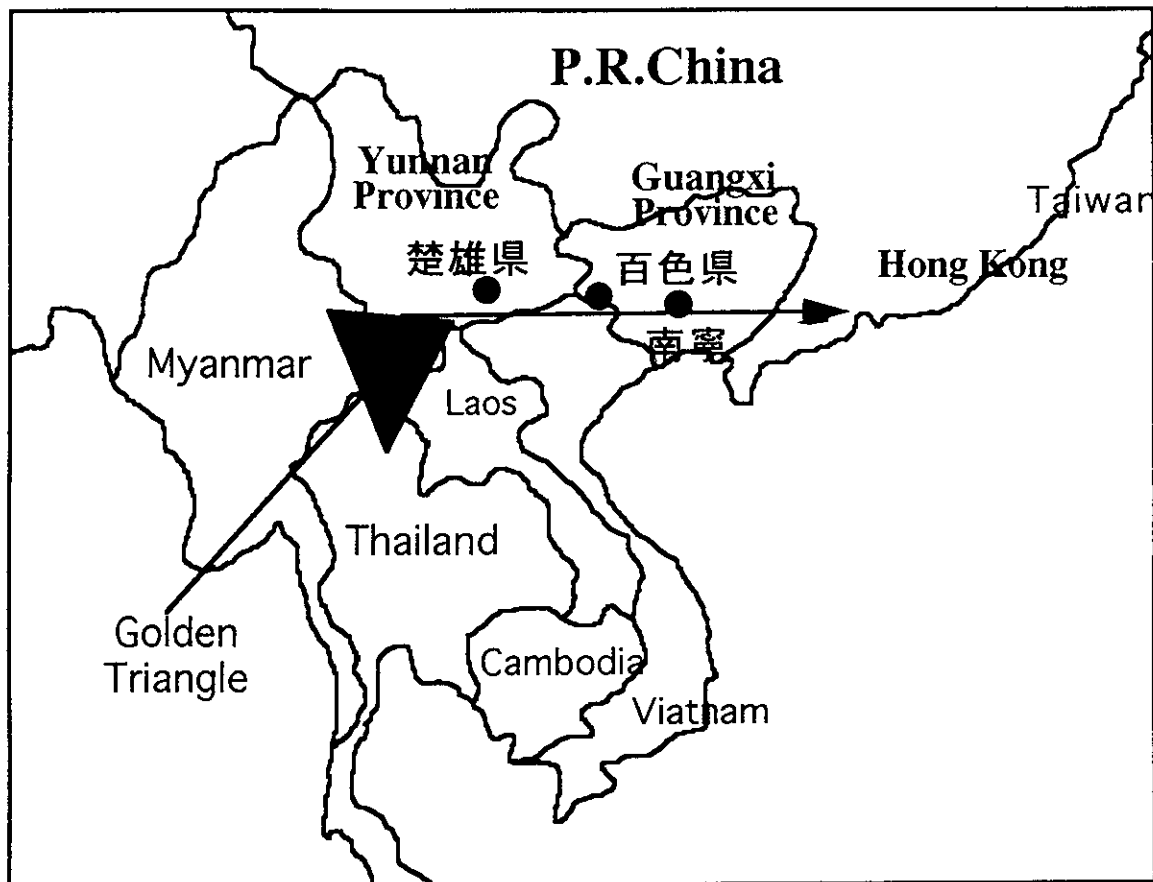 P.R.China
Yunnan
Province
Guangxi
Province
Taiwan
楚雄県
百色県
Hong Kong
南寧
Myanmar
Laos
Thailand
Golden
Triangle
Cambodia
Viatnam